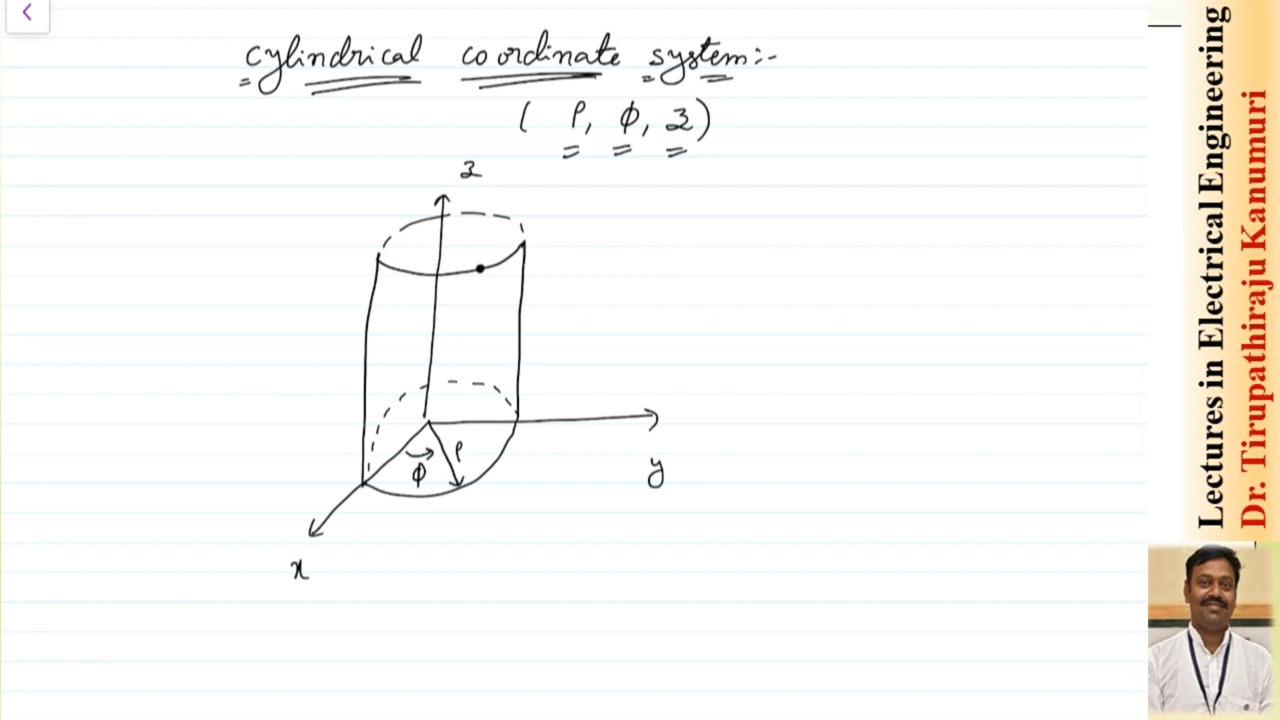 cylindrical coordinate system:-
( ρ, ϕ, z)
z
ρ
ϕ
y
x
Lectures in Electrical Engineering
Dr. Tirupathiraju Kanumuri